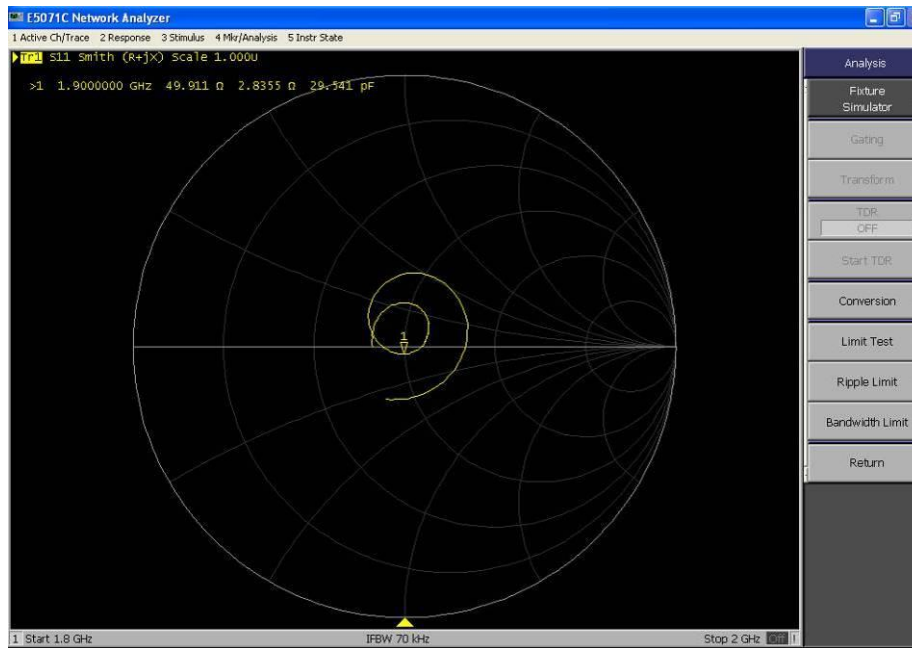 E5071C Network Analyzer
1 Active Ch/Trace 2 Response 3 Stimulus 4 Mkr/Analysis 5 Instr State
Tr1 S11 Smith (R+jX) Scale 1.000U
>1 1.9000000 GHz 49.911 Ω 2.8355 Ω 29.541 pF
1
Analysis
Fixture
Simulator
Gating
Transform
TDR
OFF
Start TDR
Conversion
Limit Test
Ripple Limit
Bandwidth Limit
Return
1 Start 1.8 GHz IFBW 70 kHz Stop 2 GHz Off !